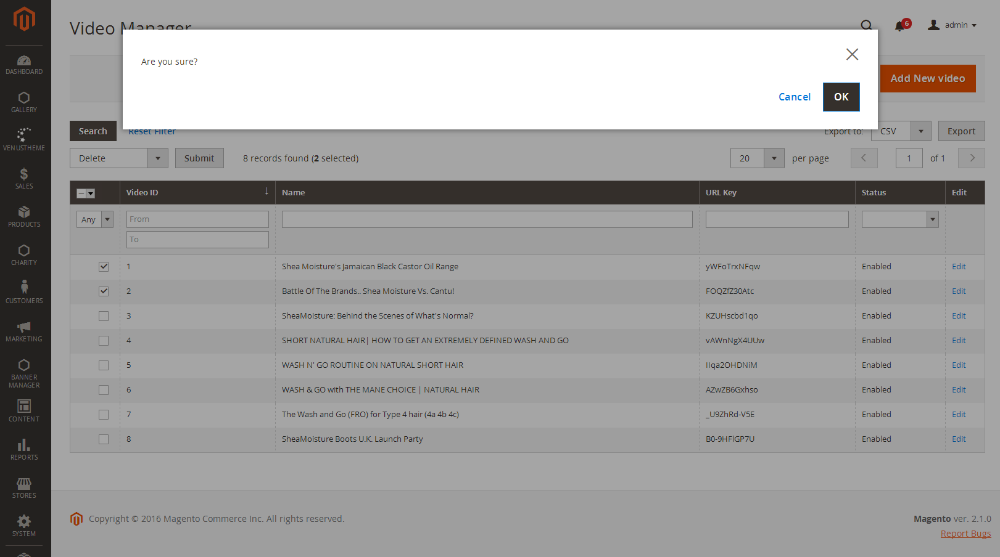 Video Manager
6
admin
Are you sure?
Cancel
OK
Add New video
DASHBOARD
GALLERY
VENUSTHEME
SALES
PRODUCTS
CHARITY
CUSTOMERS
MARKETING
BANNER
MANAGER
CONTENT
REPORTS
STORES
SYSTEM
Search
Reset Filter
Export to:
CSV
Export
Delete
Submit
8 records found (2 selected)
20
per page
1
of 1
Video ID
Name
URL Key
Status
Edit
Any
From
To
1 Shea Moisture's Jamaican Black Castor Oil Range yWFoTrxNFqw Enabled Edit
2 Battle Of The Brands.. Shea Moisture Vs. Cantu! FOQZfZ30Atc Enabled Edit
3 SheaMoisture: Behind the Scenes of What's Normal? KZUHscbd1qo Enabled Edit
4 SHORT NATURAL HAIR| HOW TO GET AN EXTREMELY DEFINED WASH AND GO vAWnNgX4UUw Enabled Edit
5 WASH N' GO ROUTINE ON NATURAL SHORT HAIR IIqa2OHDNiM Enabled Edit
6 WASH & GO with THE MANE CHOICE | NATURAL HAIR AZwZB6Gxhso Enabled Edit
7 The Wash and Go (FRO) for Type 4 hair (4a 4b 4c) _U9ZhRd-V5E Enabled Edit
8 SheaMoisture Boots U.K. Launch Party B0-9HFlGP7U Enabled Edit
Copyright © 2016 Magento Commerce Inc. All rights reserved.
Magento ver. 2.1.0
Report Bugs